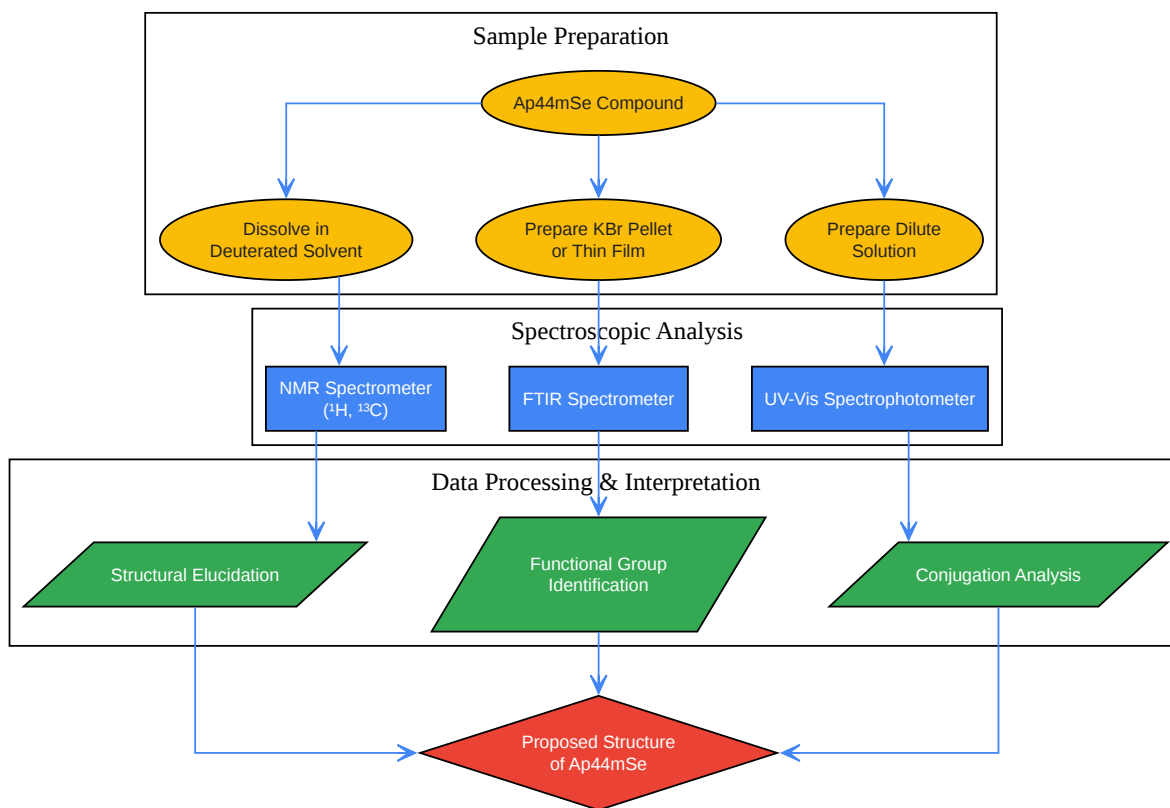 Sample Preparation
Ap44mSe Compound
Dissolve in
Deuterated Solvent
Prepare KBr Pellet
or Thin Film
Prepare Dilute
Solution
Spectroscopic Analysis
NMR Spectrometer
(¹H, ¹³C)
FTIR Spectrometer
UV-Vis Spectrophotometer
Data Processing & Interpretation
Structural Elucidation
Functional Group
Identification
Conjugation Analysis
Proposed Structure
of Ap44mSe